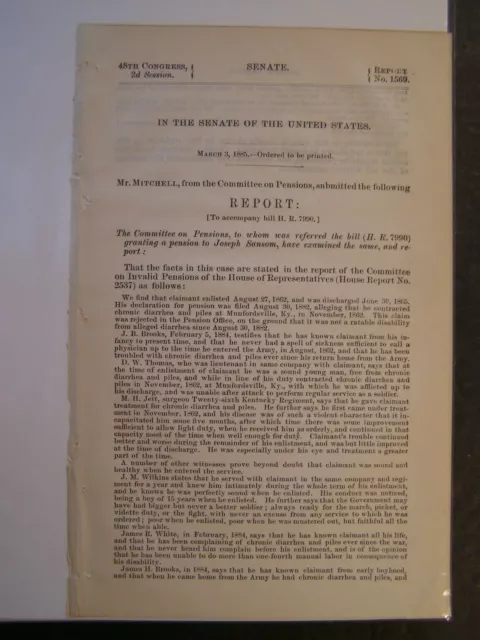 48TH CONGRESS, SENATE. REPORT
2d Session. No. 1569.
IN THE SENATE OF THE UNITED STATES.
MARCH 3, 1885.—Ordered to be printed.
Mr. MITCHELL, from the Committee on Pensions, submitted the following
REPORT:
[To accompany bill H. R. 7990.]
The Committee on Pensions, to whom was referred the bill (H. R. 7990)
granting a pension to Joseph Sansom, have examined the same, and re-
port:
That the facts in this case are stated in the report of the Committee
on Invalid Pensions of the House of Representatives (House Report No.
2537) as follows:
We find that claimant enlisted August 27, 1862, and was discharged June 30, 1865.
His declaration for pension was filed August 30, 1882, alleging that he contracted
chronic diarrhea and piles at Munfordsville, Ky., in November, 1863. This claim
was rejected in the Pension Office, on the ground that it was not a ratable disability
from alleged diarrhea since August 30, 1882.
J. B. Brooks, February 5, 1884, testifies that he has known claimant from his in-
fancy to present time, and that he never had a spell of sickness sufficient to call a
physician up to the time he entered the Army, in August, 1862, and that he has been
troubled with chronic diarrhea and piles ever since his return home from the Army.
D. W. Thomas, who was lieutenant in same company with claimant, says that at
the time of enlistment of claimant he was a sound young man, free from chronic
diarrhea and piles, and while in line of his duty contracted chronic diarrhea and
piles in November, 1862, at Munfordsville, Ky., with which he was afflicted up to
his discharge, and was unable after attack to perform regular service as a soldier.
M. H. Jett, surgeon Twenty-sixth Kentucky Regiment, says that he gave claimant
treatment for chronic diarrhea and piles. He further says he first came under treat-
ment in November, 1862, and his disease was of such a violent character that it in-
capacitated him some five months, after which time there was some improvement
sufficient to allow light duty, when he received him as orderly, and continued in that
capacity most of the time when well enough for duty. Claimant's trouble continued
better and worse during the remainder of his enlistment, and was but little improved
at the time of discharge. He was especially under his eye and treatment a greater
part of the time.
A number of other witnesses prove beyond doubt that claimant was sound and
healthy when he entered the service.
J. M. Wilkins states that he served with claimant in the same company and regi-
ment for a year and knew him intimately during the whole term of his enlistment,
and he knows he was perfectly sound when he enlisted. His conduct was noticed,
being a boy of 15 years when he enlisted. He further says that the Government may
have had bigger but never a better soldier; always ready for the march, picket, or
vidette duty, or the fight, with never an excuse from any service to which he was
ordered; poor when he enlisted, poor when he was mustered out, but faithful all the
time when able.
James R. White, in February, 1884, says that he has known claimant all his life,
and that he has been complaining of chronic diarrhea and piles ever since the war,
and that he never heard him complain before his enlistment, and is of the opinion
that he has been unable to do more than one-fourth manual labor in consequence of
his disability.
James H. Brooks, in 1884, says that he has known claimant from early boyhood,
and that when he came home from the Army he had chronic diarrhea and piles, and